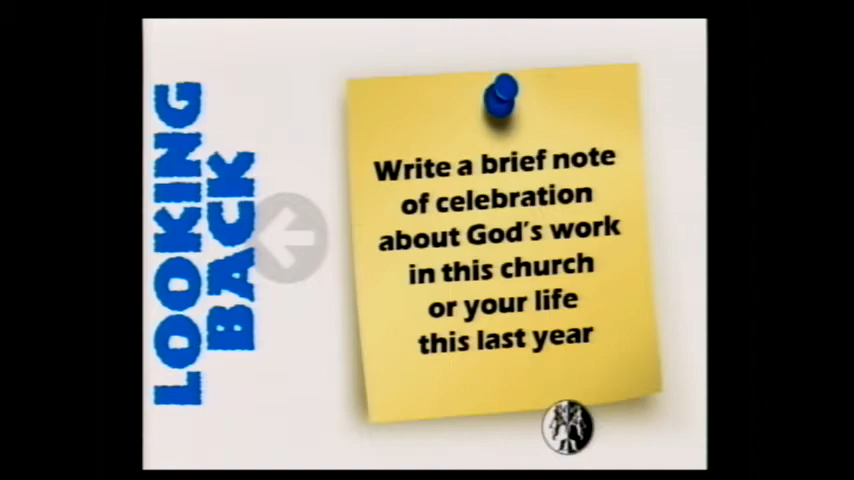 LOOKING
BACK
Write a brief note
of celebration
about God's work
in this church
or your life
this last year